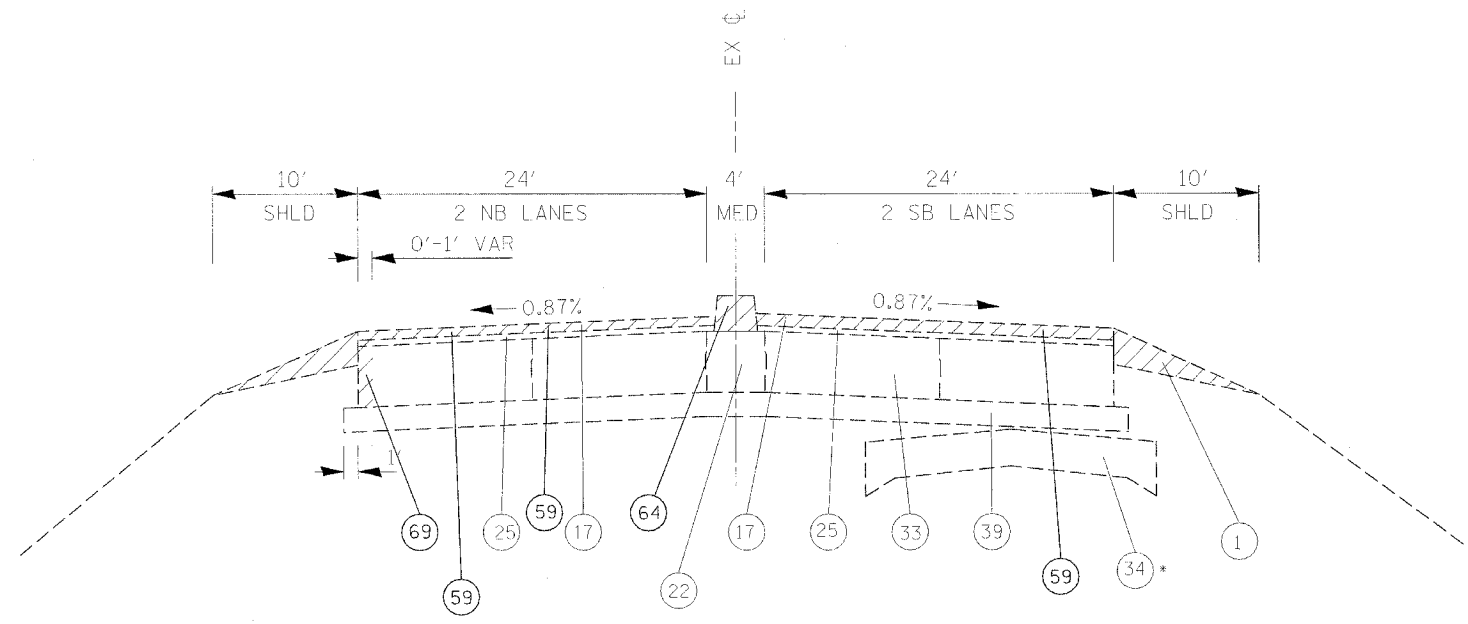 EX ℄
10' 24' 4' 24' 10'
SHLD 2 NB LANES MED 2 SB LANES SHLD
0'-1' VAR
0.87% 0.87%
1'
69 25 59 17 64 17 25 33 39 1
59 22 59 34 *